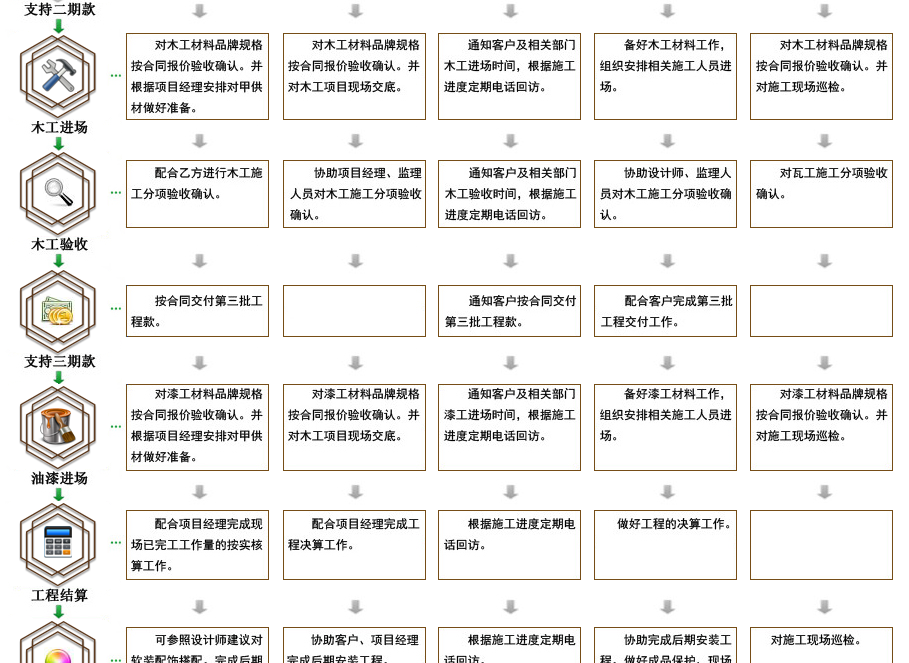 支持二期款
对木工材料品牌规格
按合同报价验收确认。并
根据项目经理安排对甲供
材做好准备。
对木工材料品牌规格
按合同报价验收确认。并
对木工项目现场交底。
通知客户及相关部门
木工进场时间，根据施工
进度定期电话回访。
备好木工材料工作，
组织安排相关施工人员进
场。
对木工材料品牌规格
按合同报价验收确认。并
对施工现场巡检。
木工进场
配合乙方进行木工施
工分项验收确认。
协助项目经理、监理
人员对木工施工分项验收
确认。
通知客户及相关部门
木工验收时间，根据施工
进度定期电话回访。
协助设计师、监理人
员对木工施工分项验收确
认。
对瓦工施工分项验收
确认。
木工验收
按合同交付第三批工
程款。
通知客户按合同交付
第三批工程款。
配合客户完成第三批
工程交付工作。
支持三期款
对漆工材料品牌规格
按合同报价验收确认。并
根据项目经理安排对甲供
材做好准备。
对漆工材料品牌规格
按合同报价验收确认。并
对木工项目现场交底。
通知客户及相关部门
漆工进场时间，根据施工
进度定期电话回访。
备好漆工材料工作，
组织安排相关施工人员进
场。
对漆工材料品牌规格
按合同报价验收确认。并
对施工现场巡检。
油漆进场
配合项目经理完成现
场已完工工作量的按实核
算工作。
配合项目经理完成工
程决算工作。
根据施工进度定期电
话回访。
做好工程的决算工作。
工程结算
可参照设计师建议对
软装配饰搭配，完成后期
协助客户、项目经理
完成后期安装工程。
根据施工进度定期电
话回访。
协助完成后期安装工
程，做好成品保护、现场
对施工现场巡检。